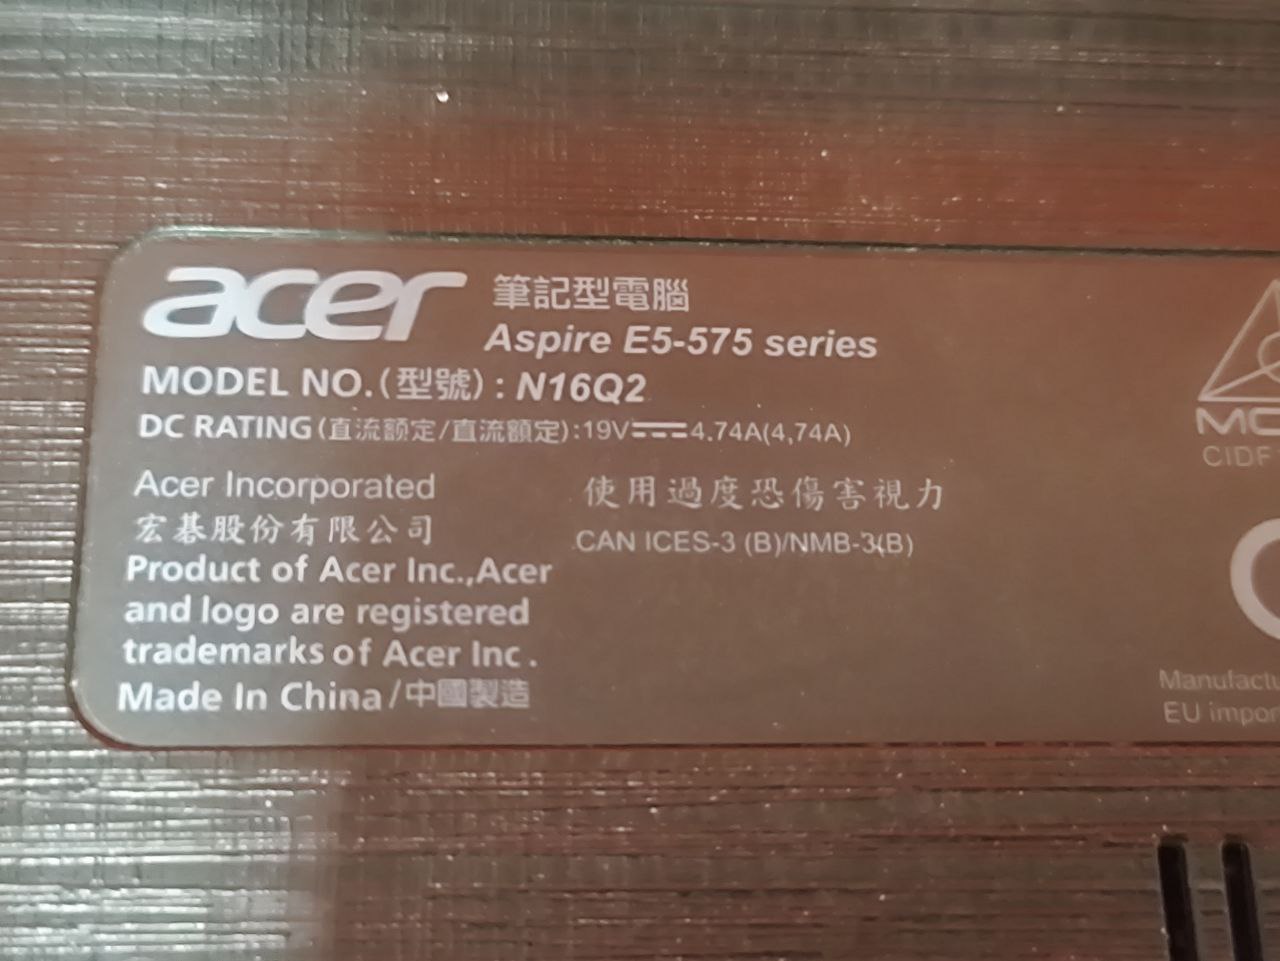 acer 筆記型電腦
Aspire E5-575 series
MODEL NO.(型號) : N16Q2
DC RATING(直流额定/直流額定):19V⎓4.74A(4,74A)
Acer Incorporated
宏碁股份有限公司
使用過度恐傷害視力
CAN ICES-3 (B)/NMB-3(B)
Product of Acer Inc.,Acer
and logo are registered
trademarks of Acer Inc .
Made In China/中國製造
CIDF
EU